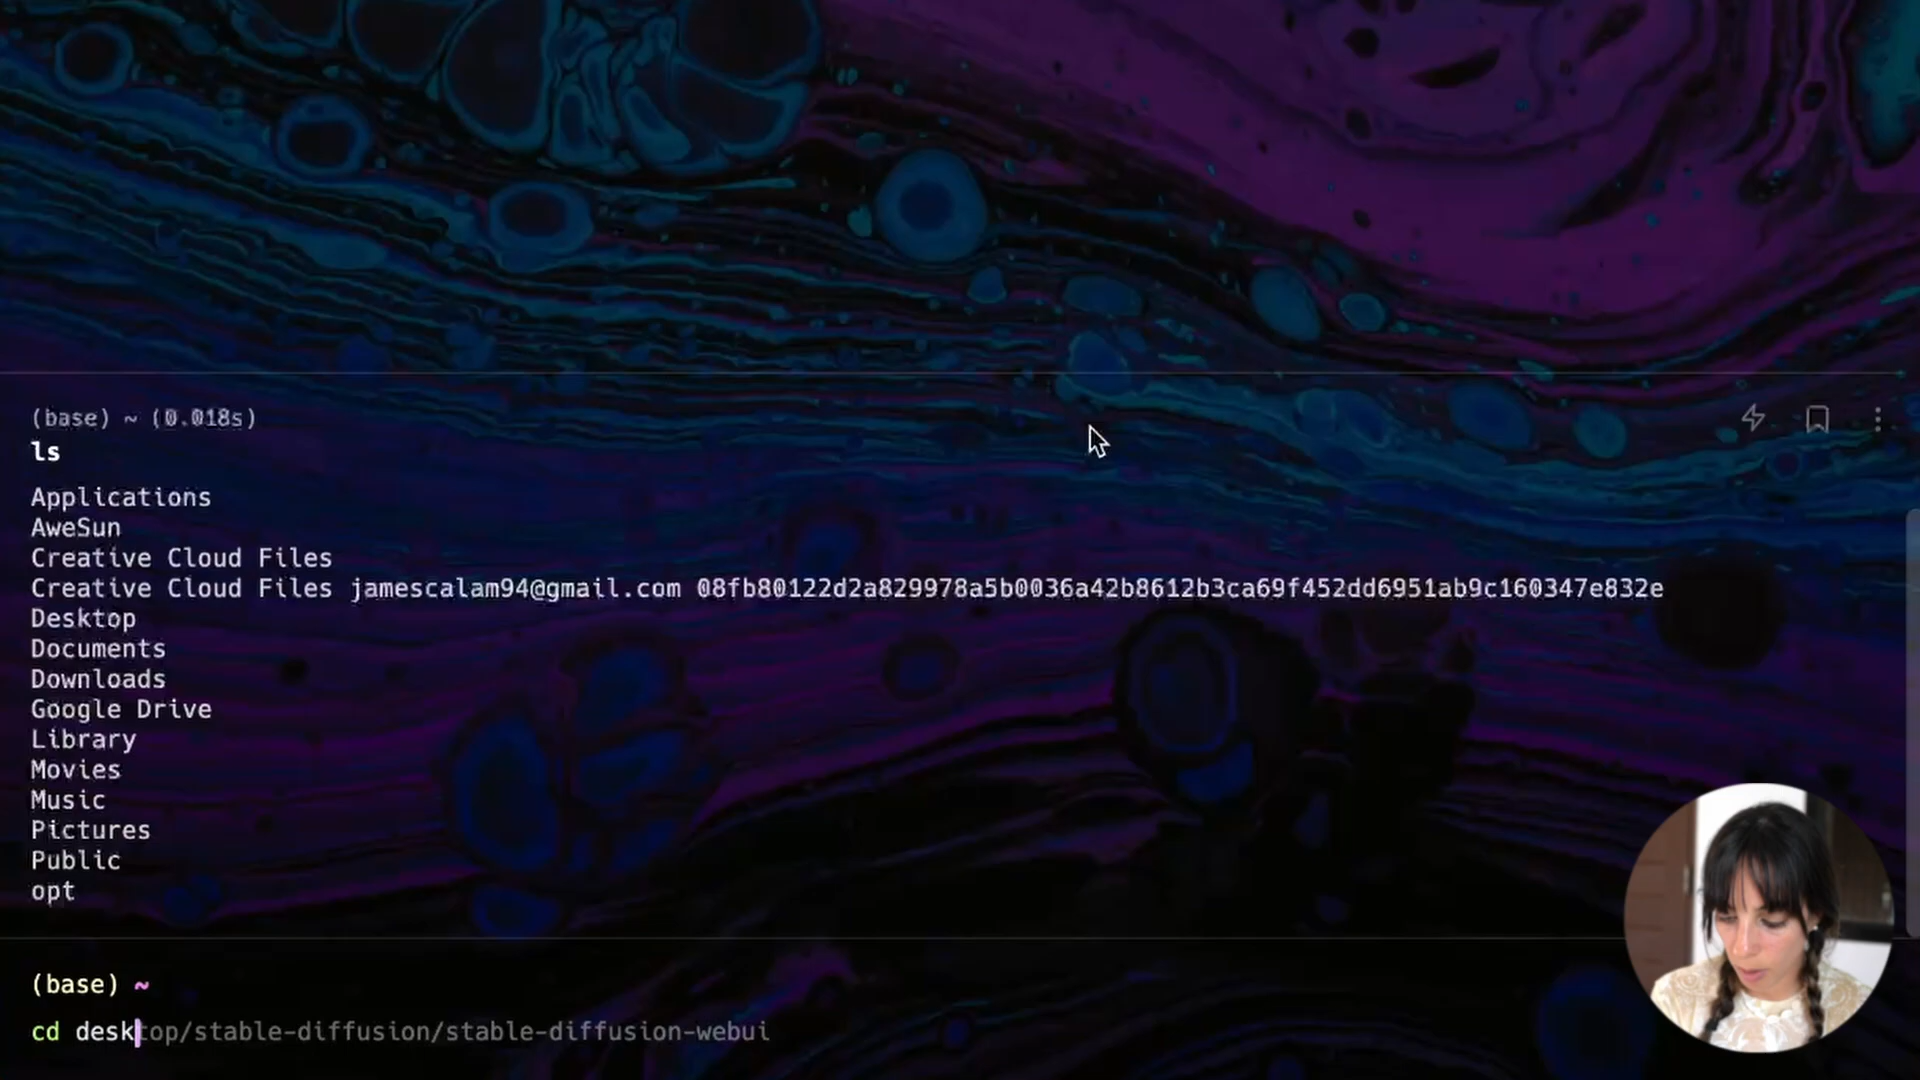 (base) ~ (0.018s)
ls
Applications
AweSun
Creative Cloud Files
Creative Cloud Files jamescalam94@gmail.com 08fb80122d2a829978a5b0036a42b8612b3ca69f452dd6951ab9c160347e832e
Desktop
Documents
Downloads
Google Drive
Library
Movies
Music
Pictures
Public
opt
(base) ~
cd desktop/stable-diffusion/stable-diffusion-webui